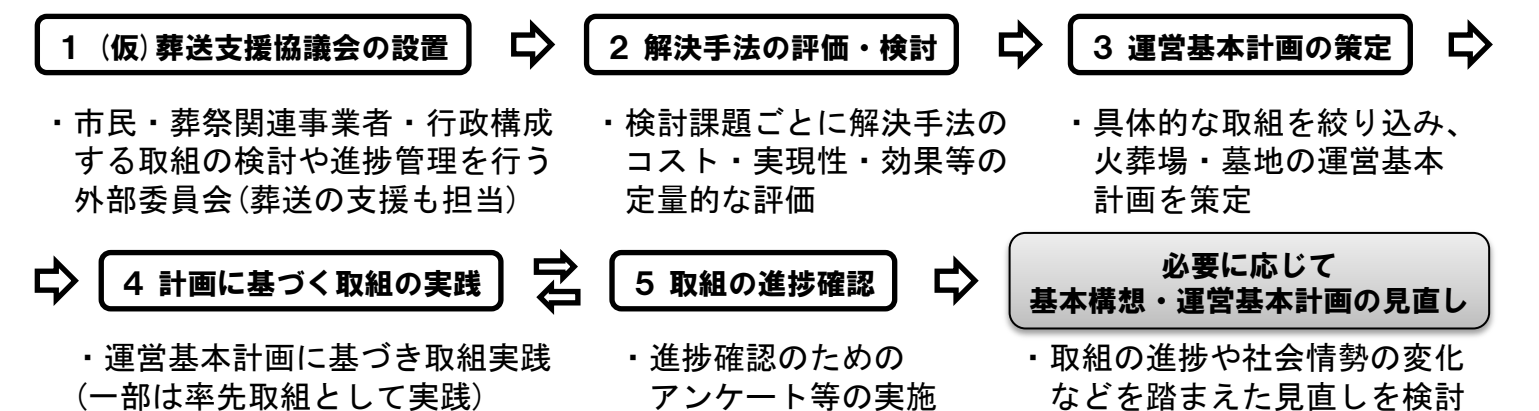 1 (仮)葬送支援協議会の設置
⇨
2 解決手法の評価・検討
⇨
3 運営基本計画の策定
⇨
・市民・葬祭関連事業者・行政構成
する取組の検討や進捗管理を行う
外部委員会(葬送の支援も担当)
・検討課題ごとに解決手法の
コスト・実現性・効果等の
定量的な評価
・具体的な取組を絞り込み、
火葬場・墓地の運営基本
計画を策定
⇨
4 計画に基づく取組の実践
5 取組の進捗確認
⇨
必要に応じて
基本構想・運営基本計画の見直し
・運営基本計画に基づき取組実践
(一部は率先取組として実践)
・進捗確認のための
アンケート等の実施
・取組の進捗や社会情勢の変化
などを踏まえた見直しを検討